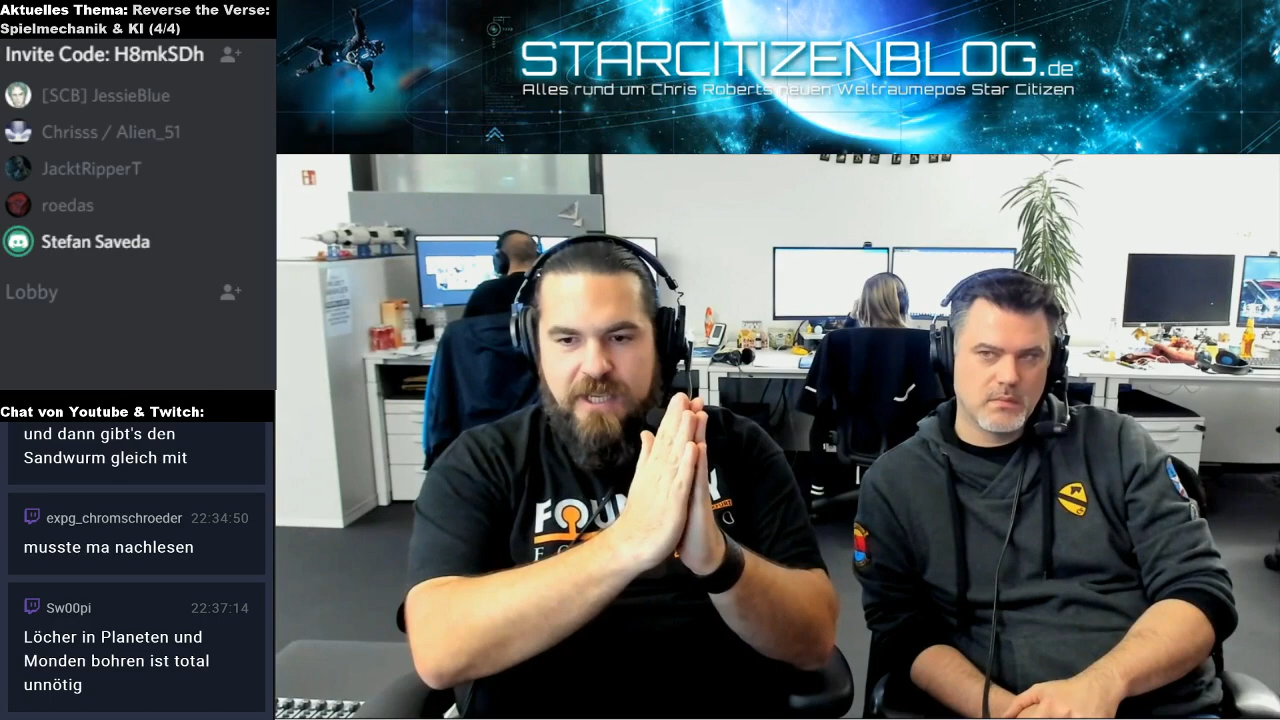 Aktuelles Thema: Reverse the Verse:
Spielmechanik & KI (4/4)
Invite Code: H8mkSDh
[SCB] JessieBlue
Chrisss / Alien_51
JacktRipperT
roedas
Stefan Saveda
Lobby
Chat von Youtube & Twitch:
und dann gibt's den
Sandwurm gleich mit
expg_chromschroeder 22:34:50
musste ma nachlesen
Sw00pi 22:37:14
Löcher in Planeten und
Monden bohren ist total
unnötig
STARCITIZENBLOG.de
Alles rund um Chris Roberts neuen Weltraumepos Star Citizen